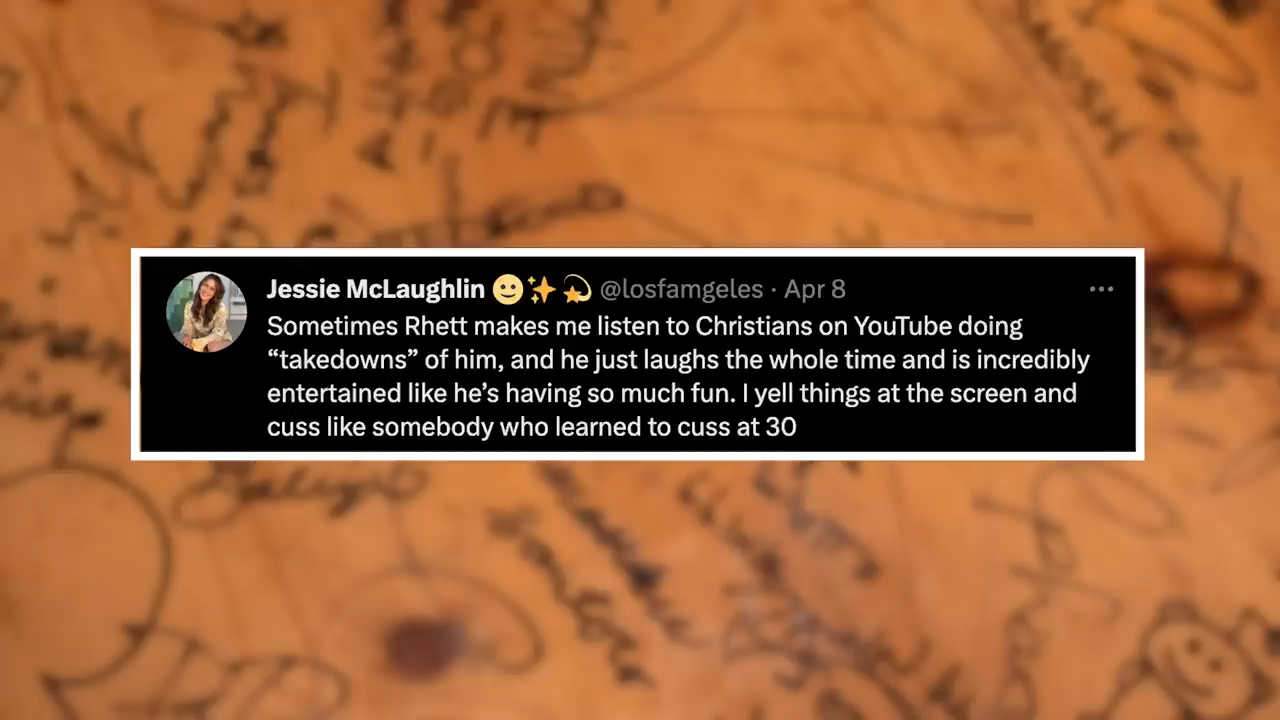 Jessie McLaughlin 🙂✨💫 @losfamgeles · Apr 8
Sometimes Rhett makes me listen to Christians on YouTube doing
“takedowns” of him, and he just laughs the whole time and is incredibly
entertained like he’s having so much fun. I yell things at the screen and
cuss like somebody who learned to cuss at 30